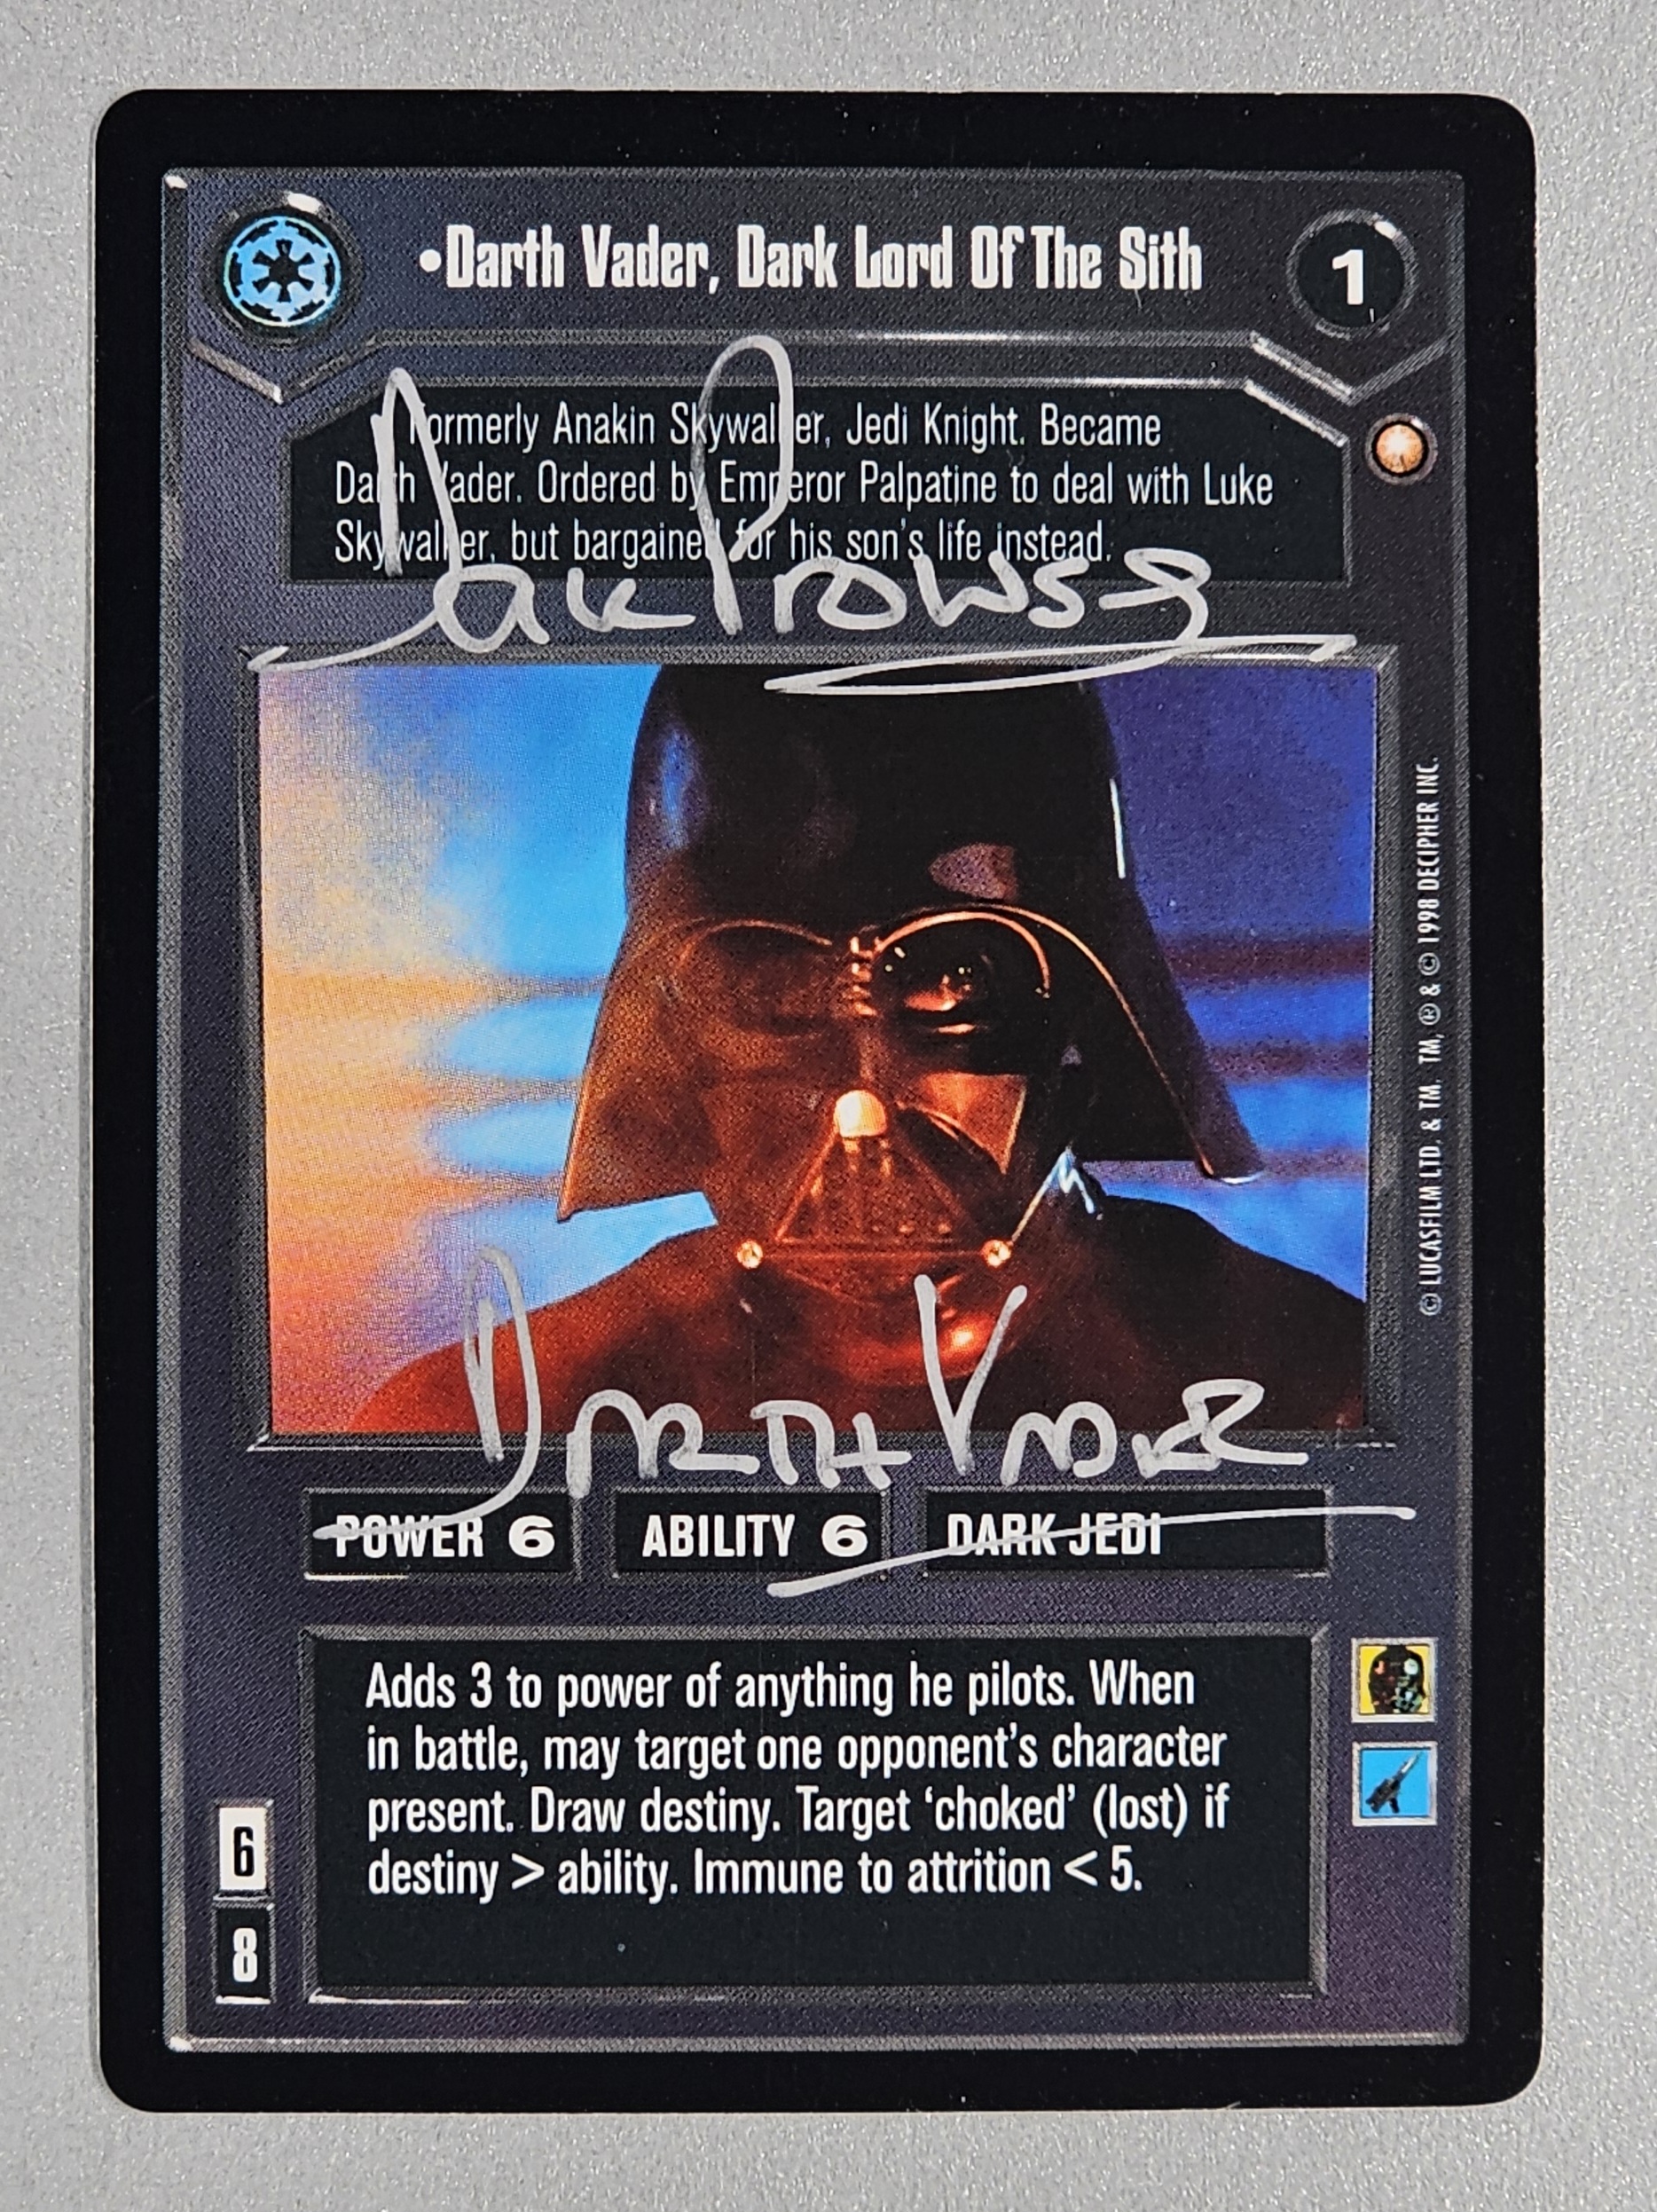 •Darth Vader, Dark Lord Of The Sith
1
Formerly Anakin Skywalker, Jedi Knight. Became
Darth Vader. Ordered by Emperor Palpatine to deal with Luke
Skywalker, but bargained for his son's life instead.
Dave Prowse
© LUCASFILM LTD. & TM. TM, ® & © 1998 DECIPHER INC.
DARTH VADER
POWER 6 ABILITY 6 DARK JEDI
Adds 3 to power of anything he pilots. When
in battle, may target one opponent's character
present. Draw destiny. Target ‘choked’ (lost) if
destiny > ability. Immune to attrition < 5.
6
8